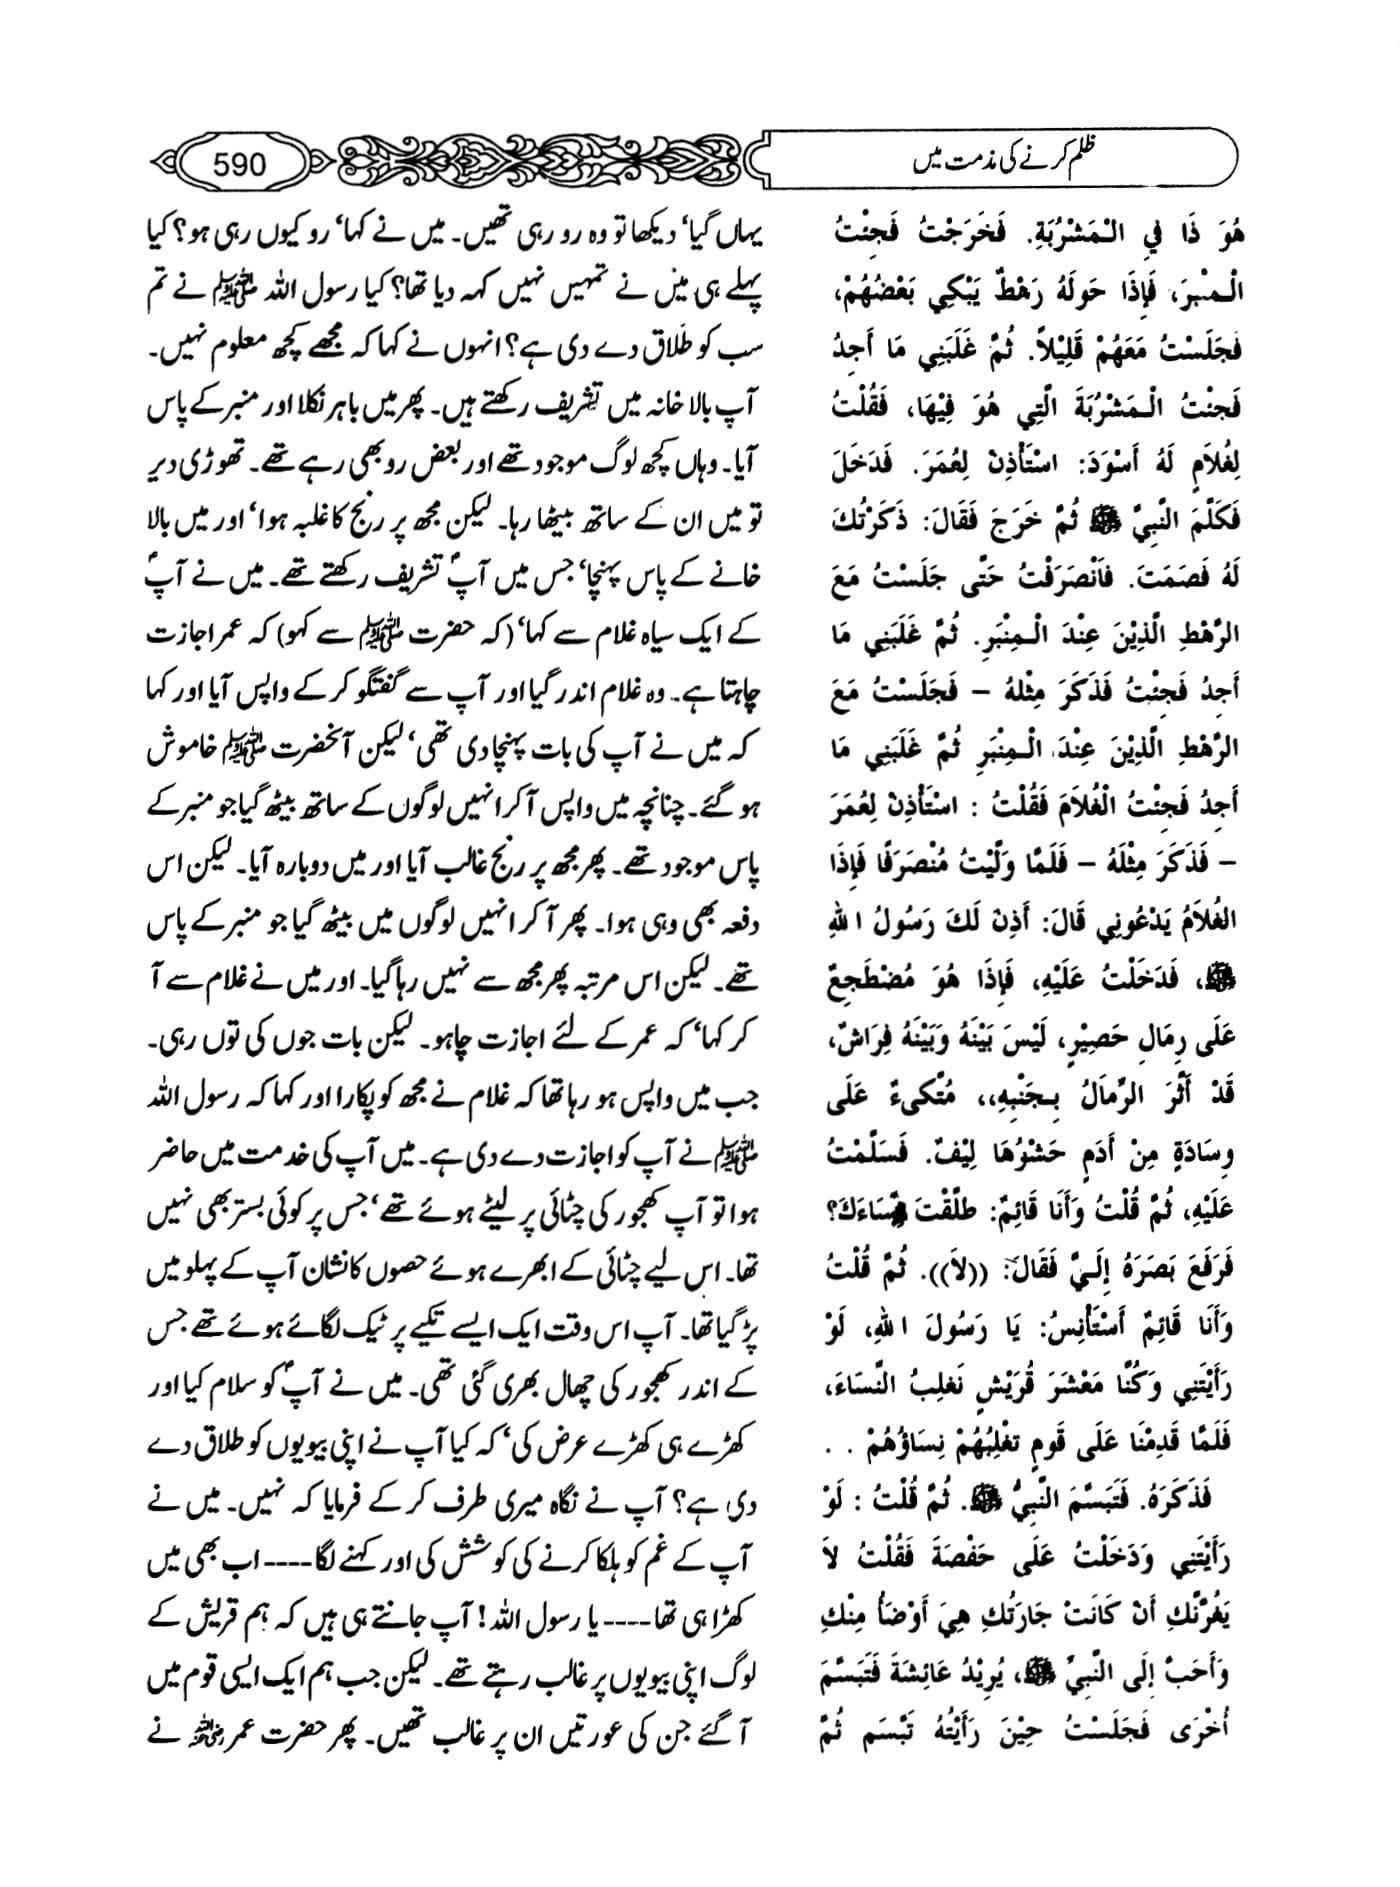 ظلم کرنے کی مذمت میں
590
هُوَ ذَا فِي الْـمَشْرُبَةِ. فَخَرَجْتُ فَجِئْتُ
الْـمِنْبَرَ، فَإِذَا حَولَهُ رَهْطٌ يَبْكِي بَعْضُهُمْ،
فَجَلَسْتُ مَعَهُمْ قَلِيْلاً. ثُمَّ غَلَبَنِي مَا أَجِدُ
فَجِئْتُ الْـمَشْرُبَةَ الَّتِي هُوَ فِيْهَا، فَقُلْتُ
لِغُلاَمٍ لَهُ أَسْوَدَ: اسْتَأْذِنْ لِعُمَرَ. فَدَخَلَ
فَكَلَّمَ النَّبِيَّ ﷺ ثُمَّ خَرَجَ فَقَالَ: ذَكَرْتُكَ
لَهُ فَصَمَتَ. فَانْصَرَفْتُ حَتَّى جَلَسْتُ مَعَ
الرَّهْطِ الَّذِيْنَ عِنْدَ الْـمِنْبَرِ. ثُمَّ غَلَبَنِي مَا
أَجِدُ فَجِئْتُ فَذَكَرَ مِثْلهُ – فَجَلَسْتُ مَعَ
الرَّهْطِ الَّذِيْنَ عِنْدَ الْـمِنْبَرِ ثُمَّ غَلَبَنِي مَا
أَجِدُ فَجِئْتُ الْغُلاَمَ فَقُلْتُ : اسْتَأْذِنْ لِعُمَرَ
– فَذَكَرَ مِثْلَهُ – فَلَمَّا وَلَّيْتُ مُنْصَرَفًا فَإِذَا
الغُلاَمُ يَدْعُونِي قَالَ: أَذِنَ لَكَ رَسُولُ اللهِ
ﷺ، فَدَخَلْتُ عَلَيْهِ، فَإِذَا هُوَ مُضْطَجِعٌ
عَلَى رِمَالِ حَصِيْرٍ، لَيْسَ بَيْنَهُ وَبَيْنَهُ فِرَاشٌ،
قَدْ أَثَّرَ الرِّمَالُ بِجَنْبِهِ،، مُتَّكِىءٌ عَلَى
وِسَادَةٍ مِنْ أَدَمٍ حَشْوُهَا لِيْفٌ. فَسَلَّمْتُ
عَلَيْهِ، ثُمَّ قُلْتُ وَأَنَا قَائِمٌ: طَلَّقْتَ نِسَاءَكَ؟
فَرَفَعَ بَصَرَهُ إِلَيَّ فَقَالَ: ((لاَ)). ثُمَّ قُلْتُ
وَأَنَا قَائِمٌ أَسْتَأْنِسُ: يَا رَسُولَ اللهِ، لَوْ
رَأَيْتَنِي وَكُنَّا مَعْشَرَ قُرَيْشٍ نَغلِبُ النَّسَاءَ،
فَلَمَّا قَدِمْنَا عَلَى قَومٍ تغْلِبُهُمْ نِسَاؤُهُمْ . .
فَذَكَرَهُ. فَتَبَسَّمَ النَّبِيُّ ﷺ. ثُمَّ قُلْتُ : لَوْ
رَأَيْتَنِي وَدَخَلْتُ عَلَى حَفْصَةَ فَقُلْتُ لاَ
يَغُرَّنَّكِ أَنْ كَانَتْ جَارَتُكِ هِيَ أَوْضَأُ مِنْكِ
وَأَحَبَّ إِلَى النَّبِيِّ ﷺ، يُرِيْدُ عَائِشَةَ فَتَبَسَّمَ
أُخْرَى فَجَلَسْتُ حِيْنَ رَأَيْتُهُ تَبَّسَم ثُمَّ
یہاں گیا' دیکھا تو وہ رو رہی تھیں۔ میں نے کہا' رو کیوں رہی ہو؟ کیا
پہلے ہی میں نے تمہیں نہیں کہہ دیا تھا؟ کیا رسول اللہ ﷺ نے تم
سب کو طلاق دے دی ہے؟ انہوں نے کہا کہ مجھے کچھ معلوم نہیں۔
آپ بالا خانہ میں تشریف رکھتے ہیں۔ پھر میں باہر نکلا اور منبر کے پاس
آیا۔ وہاں کچھ لوگ موجود تھے اور بعض رو بھی رہے تھے۔ تھوڑی دیر
تو میں ان کے ساتھ بیٹھا رہا۔ لیکن مجھ پر رنج کا غلبہ ہوا' اور میں بالا
خانے کے پاس پہنچا' جس میں آپؐ تشریف رکھتے تھے۔ میں نے آپؐ
کے ایک سیاہ غلام سے کہا' (کہ حضرت ﷺ سے کہو) کہ عمر اجازت
چاہتا ہے۔ وہ غلام اندر گیا اور آپ سے گفتگو کر کے واپس آیا اور کہا
کہ میں نے آپ کی بات پہنچا دی تھی' لیکن آنحضرت ﷺ خاموش
ہو گئے۔ چنانچہ میں واپس آ کر انہیں لوگوں کے ساتھ بیٹھ گیا جو منبر کے
پاس موجود تھے۔ پھر مجھ پر رنج غالب آیا اور میں دوبارہ آیا۔ لیکن اس
دفعہ بھی وہی ہوا۔ پھر آ کر انہیں لوگوں میں بیٹھ گیا جو منبر کے پاس
تھے۔ لیکن اس مرتبہ پھر مجھ سے نہیں رہا گیا۔ اور میں نے غلام سے آ
کر کہا' کہ عمر کے لئے اجازت چاہو۔ لیکن بات جوں کی توں رہی۔
جب میں واپس ہو رہا تھا کہ غلام نے مجھ کو پکارا اور کہا کہ رسول اللہ
ﷺ نے آپ کو اجازت دے دی ہے۔ میں آپ کی خدمت میں حاضر
ہوا تو آپ کھجور کی چٹائی پر لیٹے ہوئے تھے' جس پر کوئی بستر بھی نہیں
تھا۔ اس لیے چٹائی کے ابھرے ہوئے حصوں کا نشان آپ کے پہلو میں
پڑ گیا تھا۔ آپ اس وقت ایک ایسے تکیے پر ٹیک لگائے ہوئے تھے جس
کے اندر کھجور کی چھال بھری گئی تھی۔ میں نے آپؐ کو سلام کیا اور
کھڑے ہی کھڑے عرض کی' کہ کیا آپ نے اپنی بیویوں کو طلاق دے
دی ہے؟ آپ نے نگاہ میری طرف کر کے فرمایا کہ نہیں۔ میں نے
آپ کے غم کو ہلکا کرنے کی کوشش کی اور کہنے لگا---- اب بھی میں
کھڑا ہی تھا---- یا رسول اللہ! آپ جانتے ہی ہیں کہ ہم قریش کے
لوگ اپنی بیویوں پر غالب رہتے تھے۔ لیکن جب ہم ایک ایسی قوم میں
آ گئے جن کی عورتیں ان پر غالب تھیں۔ پھر حضرت عمر رضی اللہ عنہ نے